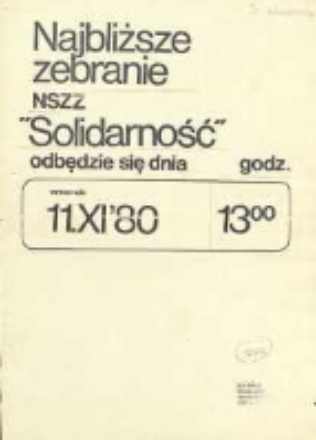 Najbliższe
zebranie
NSZZ
"Solidarność"
odbędzie się dnia godz.
11.XI'80 13⁰⁰